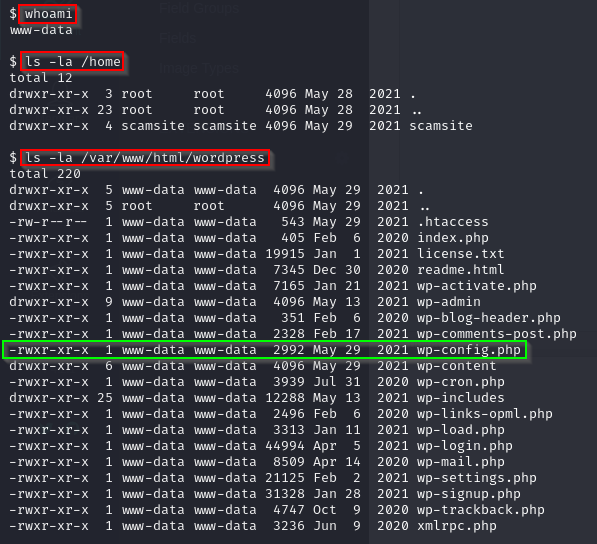 Field Groups
$ whoami
www-data
Fields
$ ls -la /home
Image Types
total 12
drwxr-xr-x  3 root     root     4096 May 28  2021 .
drwxr-xr-x 23 root     root     4096 May 28  2021 ..
drwxr-xr-x  4 scamsite scamsite 4096 May 29  2021 scamsite
$ ls -la /var/www/html/wordpress
total 220
drwxr-xr-x  5 www-data www-data  4096 May 29  2021 .
drwxr-xr-x  5 root     root      4096 May 29  2021 ..
-rw-r--r--  1 www-data www-data   543 May 29  2021 .htaccess
-rwxr-xr-x  1 www-data www-data   405 Feb  6  2020 index.php
-rwxr-xr-x  1 www-data www-data 19915 Jan  1  2021 license.txt
-rwxr-xr-x  1 www-data www-data  7345 Dec 30  2020 readme.html
-rwxr-xr-x  1 www-data www-data  7165 Jan 21  2021 wp-activate.php
drwxr-xr-x  9 www-data www-data  4096 May 13  2021 wp-admin
-rwxr-xr-x  1 www-data www-data   351 Feb  6  2020 wp-blog-header.php
-rwxr-xr-x  1 www-data www-data  2328 Feb 17  2021 wp-comments-post.php
-rwxr-xr-x  1 www-data www-data  2992 May 29  2021 wp-config.php
drwxr-xr-x  6 www-data www-data  4096 May 29  2021 wp-content
-rwxr-xr-x  1 www-data www-data  3939 Jul 31  2020 wp-cron.php
drwxr-xr-x 25 www-data www-data 12288 May 13  2021 wp-includes
-rwxr-xr-x  1 www-data www-data  2496 Feb  6  2020 wp-links-opml.php
-rwxr-xr-x  1 www-data www-data  3313 Jan 11  2021 wp-load.php
-rwxr-xr-x  1 www-data www-data 44994 Apr  5  2021 wp-login.php
-rwxr-xr-x  1 www-data www-data  8509 Apr 14  2020 wp-mail.php
-rwxr-xr-x  1 www-data www-data 21125 Feb  2  2021 wp-settings.php
-rwxr-xr-x  1 www-data www-data 31328 Jan 28  2021 wp-signup.php
-rwxr-xr-x  1 www-data www-data  4747 Oct  9  2020 wp-trackback.php
-rwxr-xr-x  1 www-data www-data  3236 Jun  9  2020 xmlrpc.php